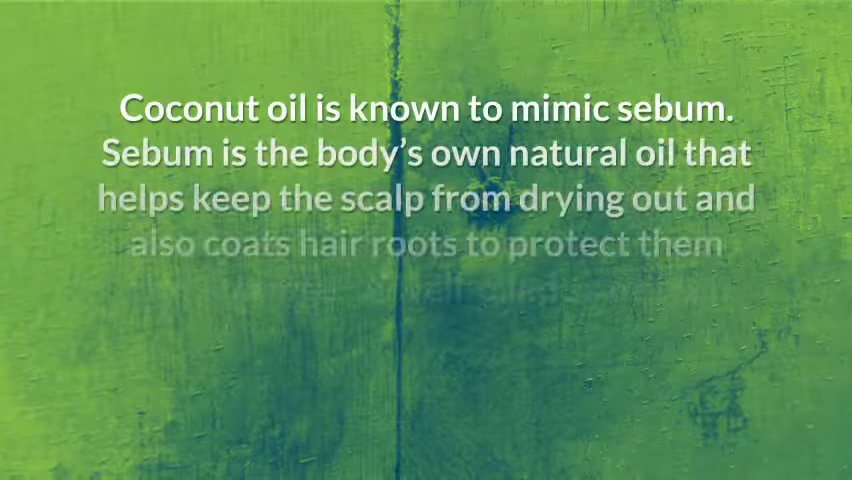 Coconut oil is known to mimic sebum.
Sebum is the body’s own natural oil that
helps keep the scalp from drying out and
also coats hair roots to protect them